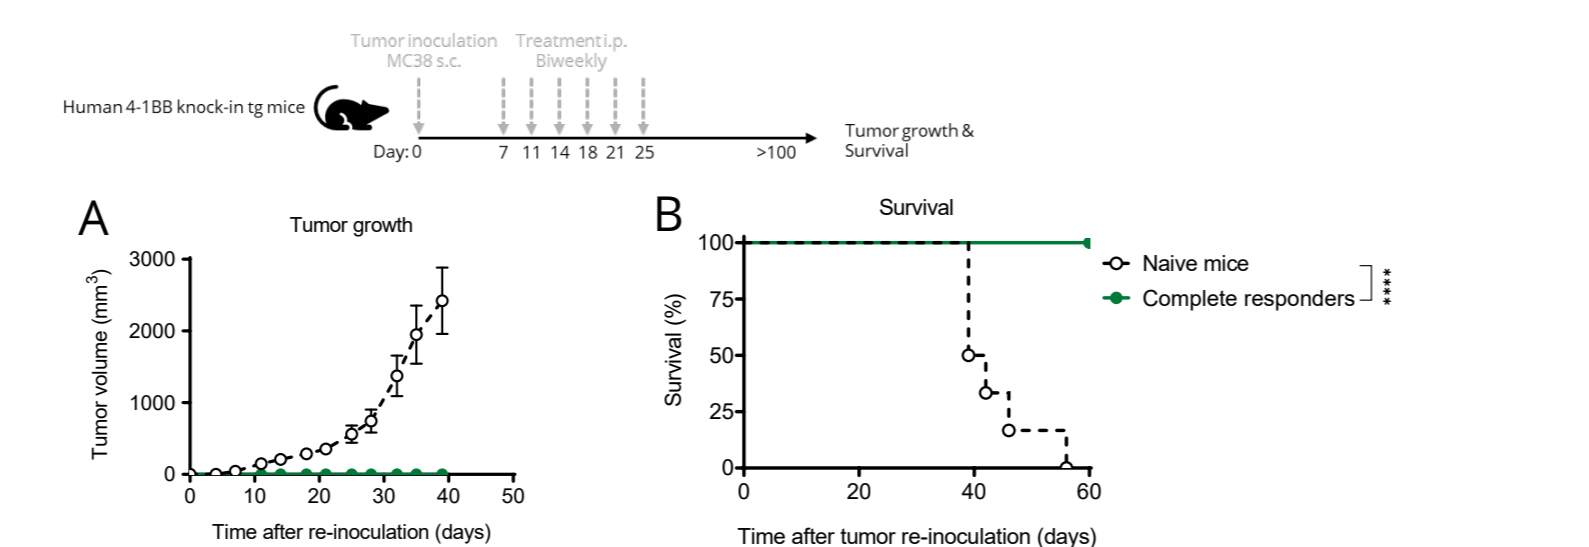 Tumor inoculation
MC38 s.c.
Treatment i.p.
Biweekly
Human 4-1BB knock-in tg mice
Day: 0 7 11 14 18 21 25 >100
Tumor growth &
Survival
A
Tumor growth
Tumor volume (mm3)
3000
2000
1000
0
0 10 20 30 40 50
Time after re-inoculation (days)
B
Survival
Survival (%)
100
75
50
25
0
0 20 40 60
Time after tumor re-inoculation (days)
Naive mice
Complete responders
****